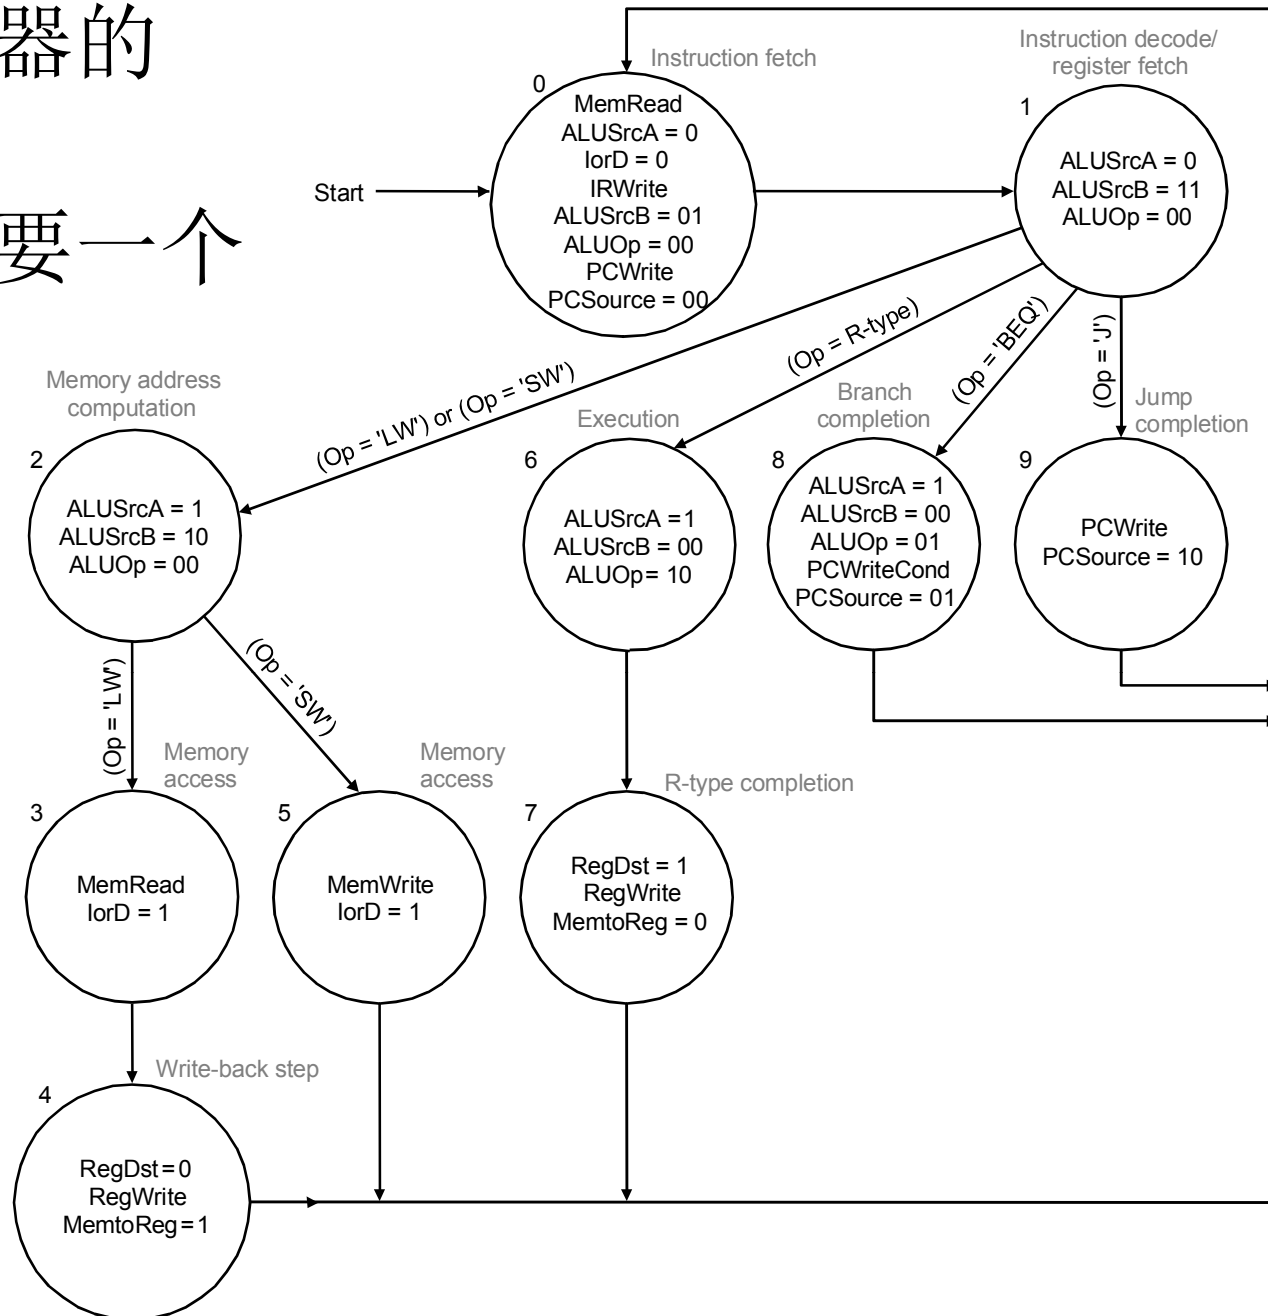 器的
要一个
Instruction fetch
Instruction decode/
register fetch
0
MemRead
ALUSrcA = 0
IorD = 0
IRWrite
ALUSrcB = 01
ALUOp = 00
PCWrite
PCSource = 00
1
ALUSrcA = 0
ALUSrcB = 11
ALUOp = 00
Start
(Op = 'LW') or (Op = 'SW')
(Op = R-type)
(Op = 'BEQ')
(Op = 'J')
Memory address
computation
2
ALUSrcA = 1
ALUSrcB = 10
ALUOp = 00
Execution
6
ALUSrcA =1
ALUSrcB = 00
ALUOp= 10
Branch
completion
8
ALUSrcA = 1
ALUSrcB = 00
ALUOp = 01
PCWriteCond
PCSource = 01
Jump
completion
9
PCWrite
PCSource = 10
(Op = 'LW')
(Op = 'SW')
Memory
access
3
MemRead
IorD = 1
Memory
access
5
MemWrite
IorD = 1
R-type completion
7
RegDst = 1
RegWrite
MemtoReg = 0
Write-back step
4
RegDst=0
RegWrite
MemtoReg=1